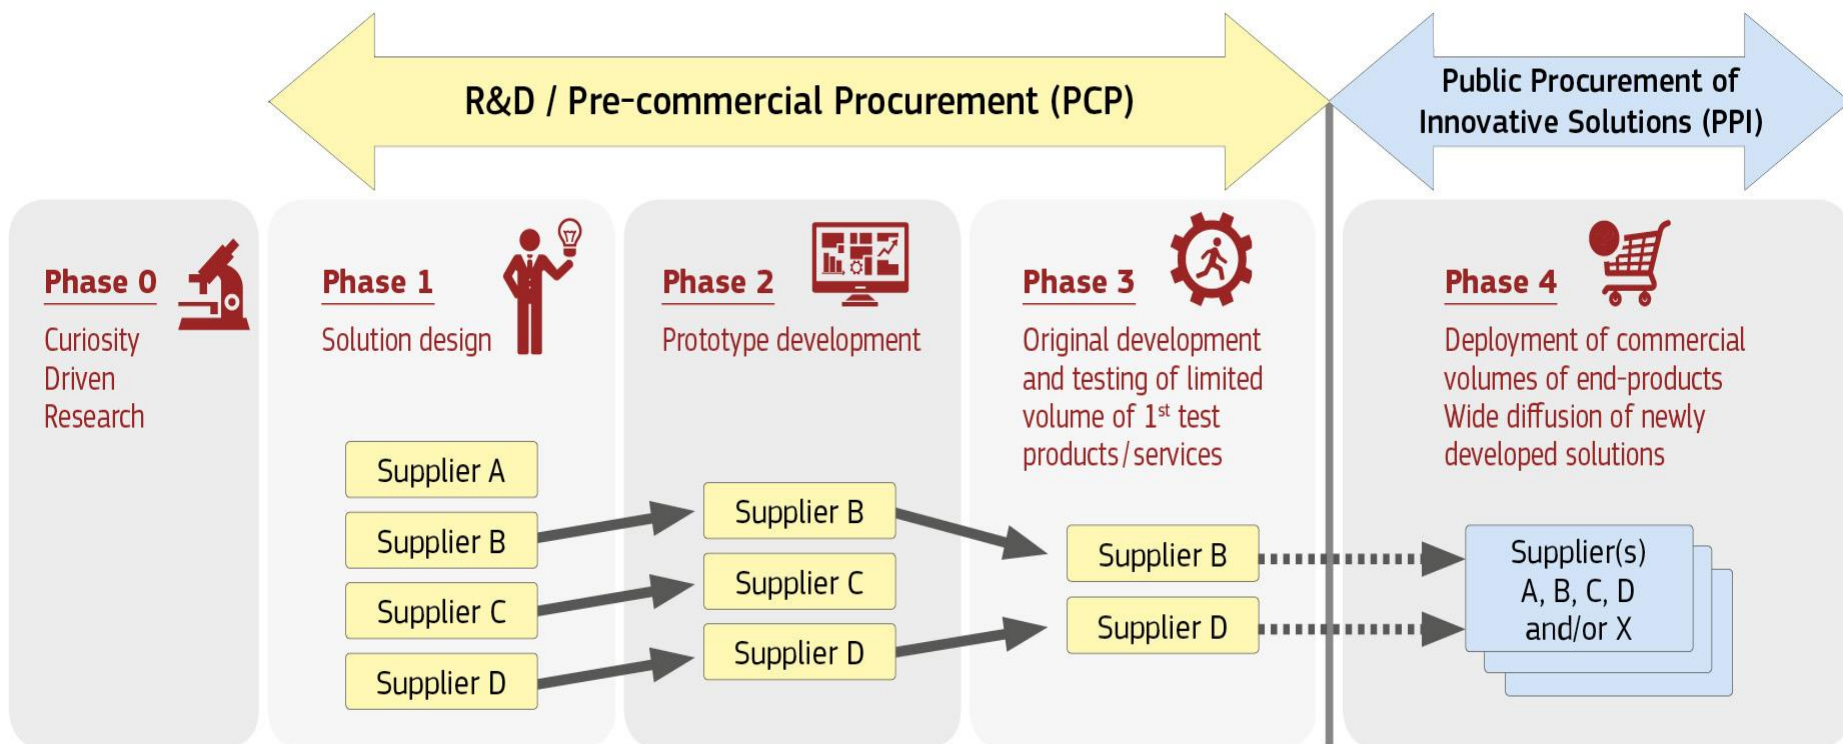 R&D / Pre-commercial Procurement (PCP)
Public Procurement of
Innovative Solutions (PPI)
Phase 0
Curiosity
Driven
Research
Phase 1
Solution design
Supplier A
Supplier B
Supplier C
Supplier D
Phase 2
Prototype development
Supplier B
Supplier C
Supplier D
Phase 3
Original development
and testing of limited
volume of 1st test
products/services
Supplier B
Supplier D
Phase 4
Deployment of commercial
volumes of end-products
Wide diffusion of newly
developed solutions
Supplier(s)
A, B, C, D
and/or X